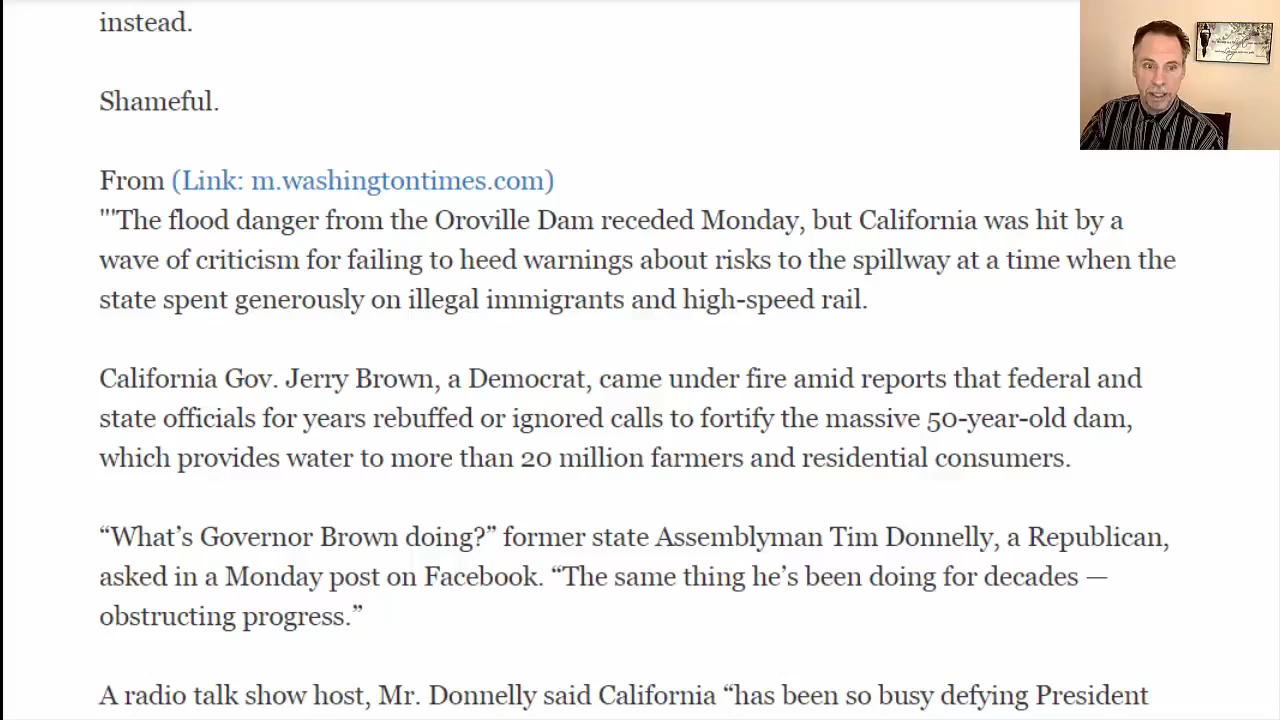 instead.
Shameful.
From (Link: m.washingtontimes.com)
"'The flood danger from the Oroville Dam receded Monday, but California was hit by a
wave of criticism for failing to heed warnings about risks to the spillway at a time when the
state spent generously on illegal immigrants and high-speed rail.
California Gov. Jerry Brown, a Democrat, came under fire amid reports that federal and
state officials for years rebuffed or ignored calls to fortify the massive 50-year-old dam,
which provides water to more than 20 million farmers and residential consumers.
“What’s Governor Brown doing?” former state Assemblyman Tim Donnelly, a Republican,
asked in a Monday post on Facebook. “The same thing he’s been doing for decades —
obstructing progress.”
A radio talk show host, Mr. Donnelly said California “has been so busy defying President